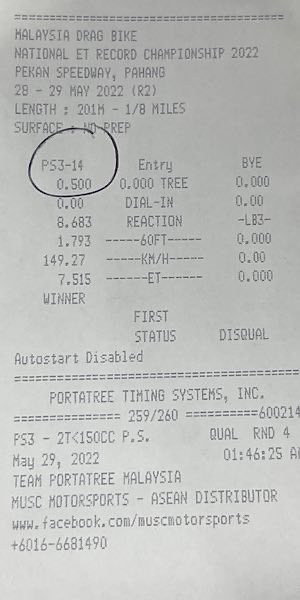 =======================================
MALAYSIA DRAG BIKE
NATIONAL ET RECORD CHAMPIONSHIP 2022
PEKAN SPEEDWAY, PAHANG
28 - 29 MAY 2022 (R2)
LENGTH : 201M - 1/8 MILES
SURFACE : NO PREP
PS3-14 Entry BYE
0.500 0.000 TREE 0.000
0.00 DIAL-IN 0.00
8.683 REACTION -LB3-
1.793 ------60FT------ 0.000
149.27 ------KM/H------ 0.00
7.515 -------ET------- 0.000
WINNER
FIRST
STATUS DISQUAL
Autostart Disabled
=======================================
PORTATREE TIMING SYSTEMS, INC.
=============== 259/260 ==========600214
PS3 - 2T<150CC P.S. QUAL RND 4
May 29, 2022 01:46:25 A
TEAM PORTATREE MALAYSIA
MUSC MOTORSPORTS - ASEAN DISTRIBUTOR
www.facebook.com/muscmotorsports
+6016-6681490